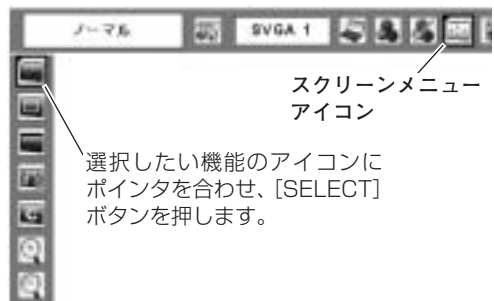 ノーマル SVGA 1
スクリーンメニュー
アイコン
選択したい機能のアイコンに
ポインタを合わせ、[SELECT]
ボタンを押します。